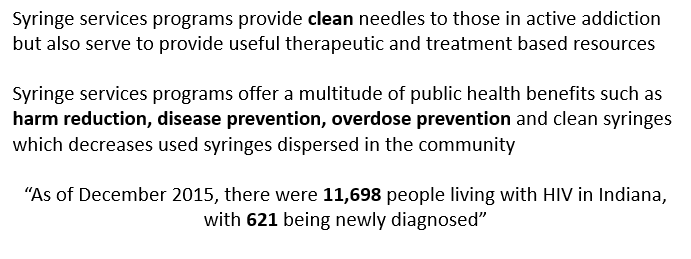 Syringe services programs provide clean needles to those in active addiction
but also serve to provide useful therapeutic and treatment based resources
Syringe services programs offer a multitude of public health benefits such as
harm reduction, disease prevention, overdose prevention and clean syringes
which decreases used syringes dispersed in the community
“As of December 2015, there were 11,698 people living with HIV in Indiana,
with 621 being newly diagnosed”